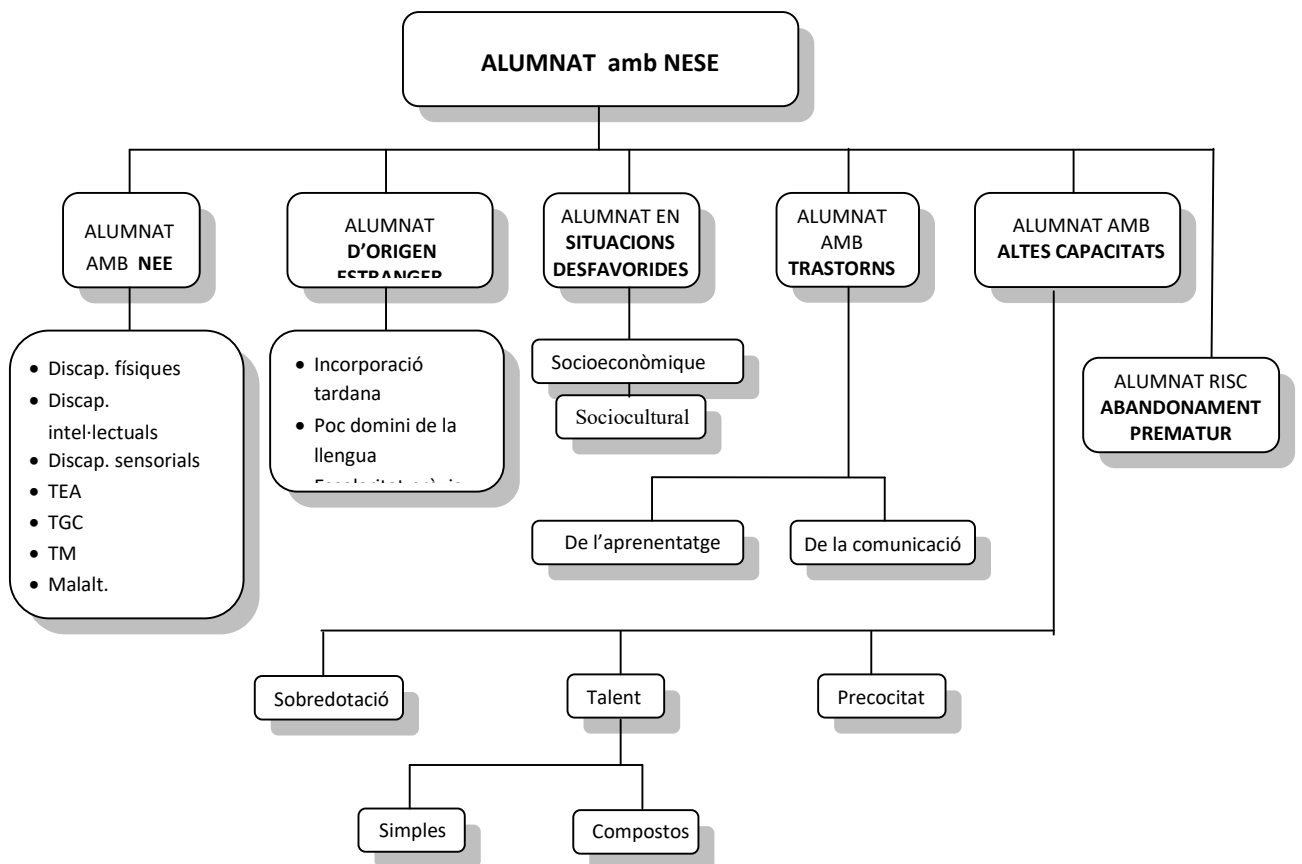 ALUMNAT amb NESE
ALUMNAT
AMB NEE
ALUMNAT
D'ORIGEN
ESTRANGER
ALUMNAT EN
SITUACIONS
DESFAVORIDES
ALUMNAT
AMB
TRASTORNS
ALUMNAT AMB
ALTES CAPACITATS
• Discap. físiques
• Discap.
intel·lectuals
• Discap. sensorials
• TEA
• TGC
• TM
• Malalt.
• Incorporació
tardana
• Poc domini de la
llengua
Socioeconòmique
Sociocultural
ALUMNAT RISC
ABANDONAMENT
PREMATUR
De l'aprenentatge
De la comunicació
Sobredotació
Talent
Precocitat
Simples
Compostos